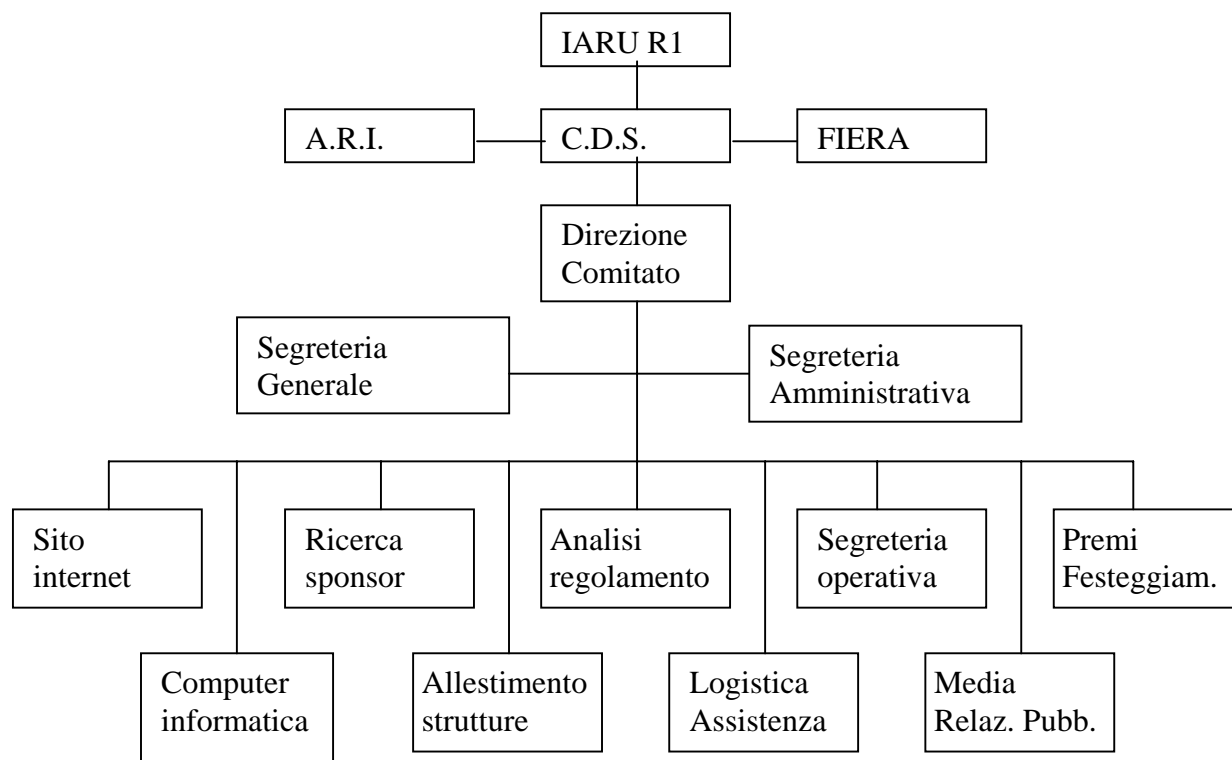 IARU R1
A.R.I.
C.D.S.
FIERA
Direzione
Comitato
Segreteria
Generale
Segreteria
Amministrativa
Sito
internet
Ricerca
sponsor
Analisi
regolamento
Segreteria
operativa
Premi
Festeggiam.
Computer
informatica
Allestimento
strutture
Logistica
Assistenza
Media
Relaz. Pubb.